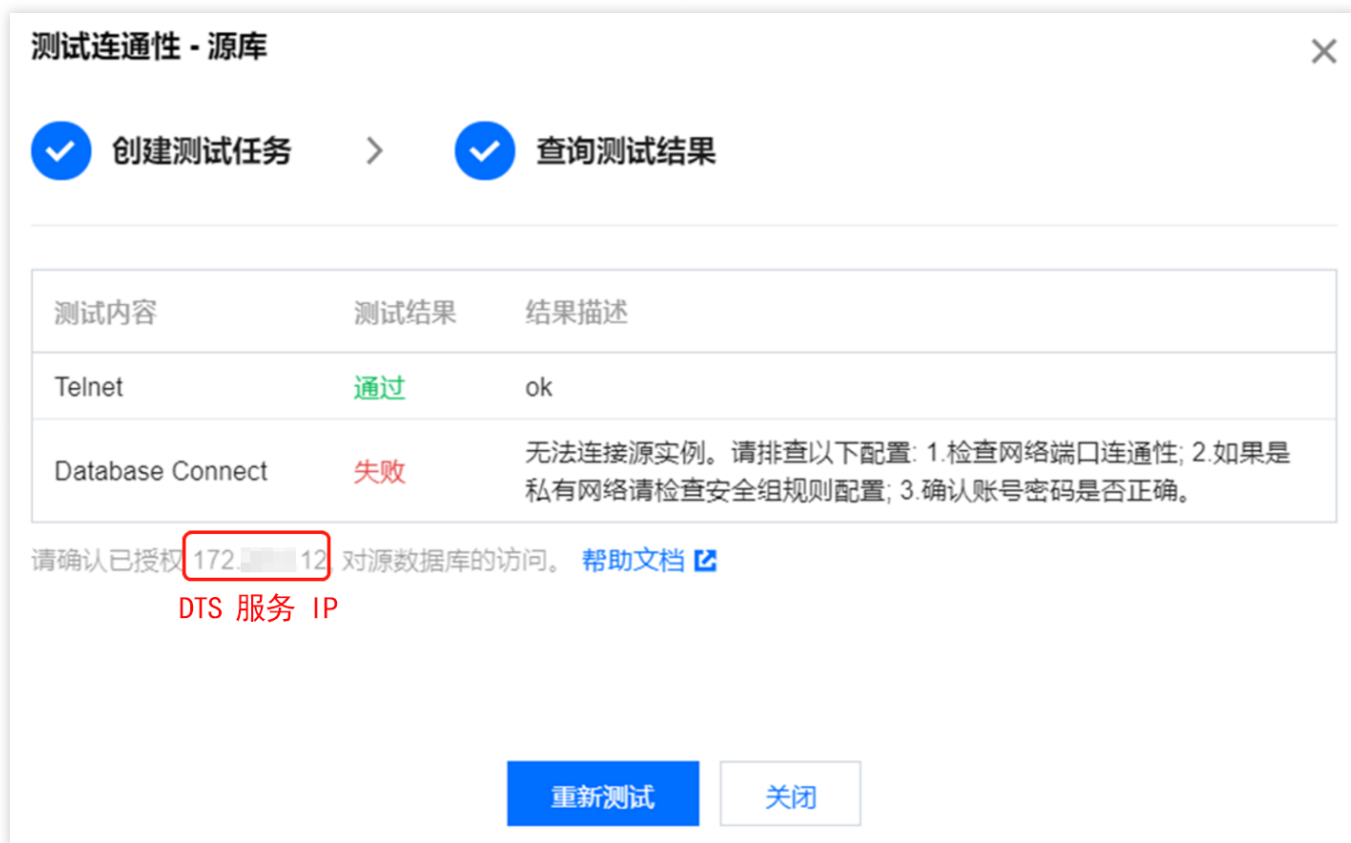 测试连通性 - 源库
创建测试任务
查询测试结果
测试内容 测试结果 结果描述
Telnet 通过 ok
无法连接源实例。请排查以下配置: 1.检查网络端口连通性; 2.如果是
Database Connect 失败
私有网络请检查安全组规则配置; 3.确认账号密码是否正确。
请确认已授权 172. 12 对源数据库的访问。 帮助文档
DTS 服务 IP
重新测试 关闭